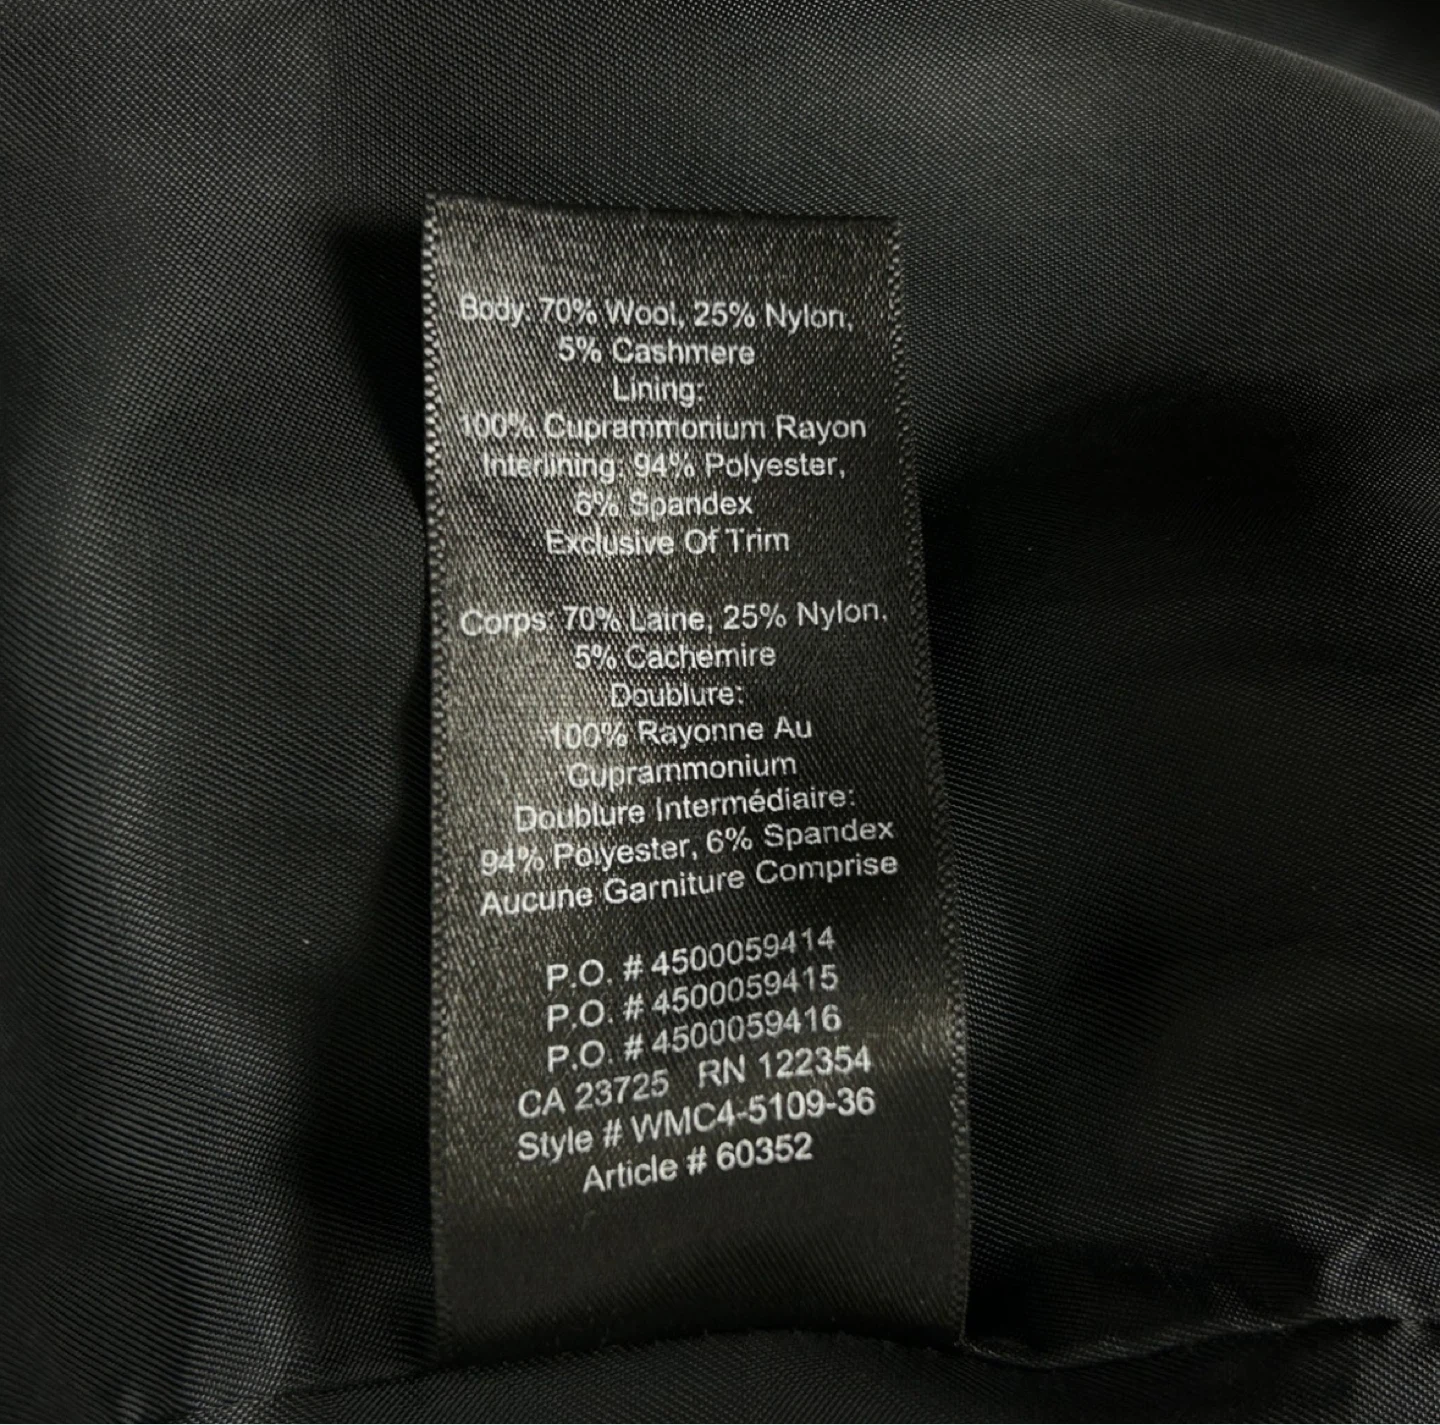 Body: 70% Wool, 25% Nylon,
5% Cashmere
Lining:
100% Cuprammonium Rayon
Interlining: 94% Polyester,
6% Spandex
Exclusive Of Trim
Corps: 70% Laine, 25% Nylon,
5% Cachemire
Doublure:
100% Rayonne Au
Cuprammonium
Doublure Intermédiaire:
94% Polyester, 6% Spandex
Aucune Garniture Comprise
P.O. # 4500059414
P.O. # 4500059415
P.O. # 4500059416
CA 23725 RN 122354
Style # WMC4-5109-36
Article # 60352